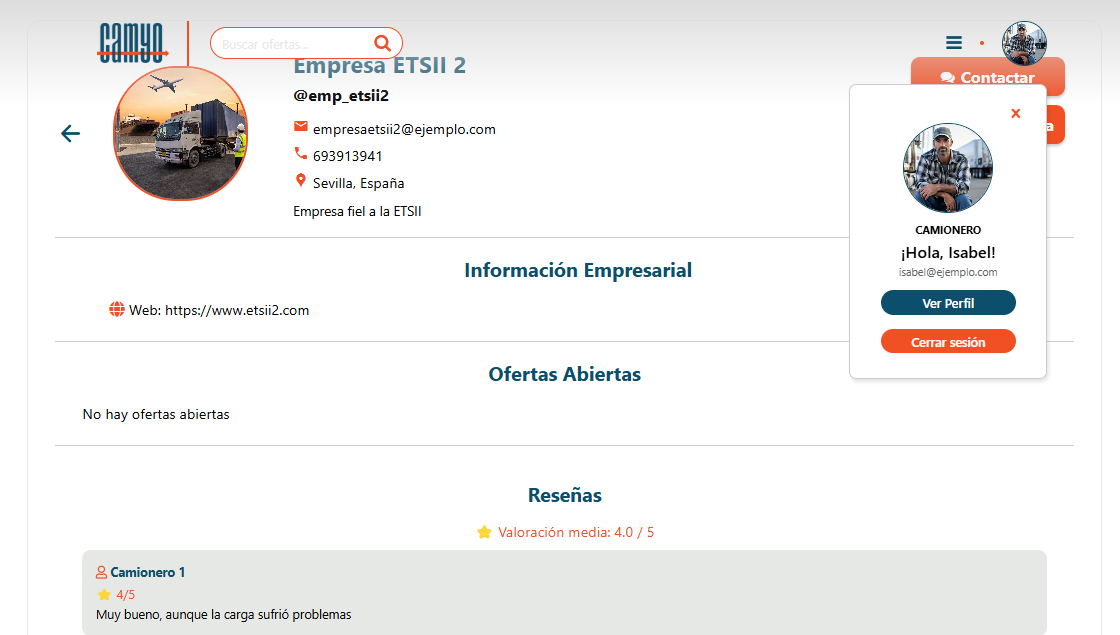 camyo
Buscar ofertas...
Empresa ETSII 2
@emp_etsii2
empresaetsii2@ejemplo.com
693913941
Sevilla, España
Empresa fiel a la ETSII
Contactar
a
x
CAMIONERO
¡Hola, Isabel!
isabel@ejemplo.com
Ver Perfil
Cerrar sesión
Información Empresarial
Web: https://www.etsii2.com
Ofertas Abiertas
No hay ofertas abiertas
Reseñas
Valoración media: 4.0 / 5
Camionero 1
4/5
Muy bueno, aunque la carga sufrió problemas